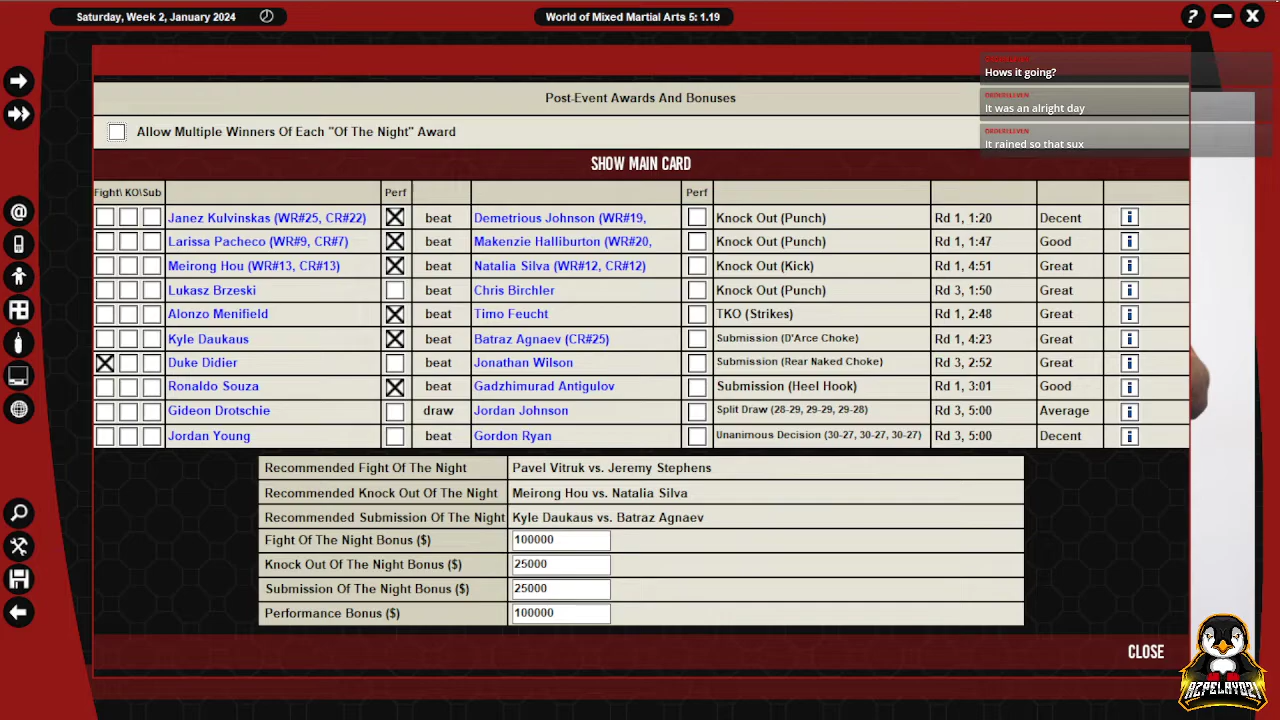 Saturday, Week 2, January 2024
World of Mixed Martial Arts 5: 1.19
?
Hows it going?
Post-Event Awards And Bonuses
ORDERELEVEN
It was an alright day
Allow Multiple Winners Of Each "Of The Night" Award
ORDERELEVEN
It rained so that sux
SHOW MAIN CARD
Fight\ KO\Sub Perf Perf
Janez Kulvinskas (WR#25, CR#22) beat Demetrious Johnson (WR#19, Knock Out (Punch) Rd 1, 1:20 Decent i
Larissa Pacheco (WR#9, CR#7) beat Makenzie Halliburton (WR#20, Knock Out (Punch) Rd 1, 1:47 Good i
Meirong Hou (WR#13, CR#13) beat Natalia Silva (WR#12, CR#12) Knock Out (Kick) Rd 1, 4:51 Great i
Lukasz Brzeski beat Chris Birchler Knock Out (Punch) Rd 3, 1:50 Great i
Alonzo Menifield beat Timo Feucht TKO (Strikes) Rd 1, 2:48 Great i
Kyle Daukaus beat Batraz Agnaev (CR#25) Submission (D'Arce Choke) Rd 1, 4:23 Great i
Duke Didier beat Jonathan Wilson Submission (Rear Naked Choke) Rd 3, 2:52 Great i
Ronaldo Souza beat Gadzhimurad Antigulov Submission (Heel Hook) Rd 1, 3:01 Good i
Gideon Drotschie draw Jordan Johnson Split Draw (28-29, 29-29, 29-28) Rd 3, 5:00 Average i
Jordan Young beat Gordon Ryan Unanimous Decision (30-27, 30-27, 30-27) Rd 3, 5:00 Decent i
Recommended Fight Of The Night Pavel Vitruk vs. Jeremy Stephens
Recommended Knock Out Of The Night Meirong Hou vs. Natalia Silva
Recommended Submission Of The Night Kyle Daukaus vs. Batraz Agnaev
Fight Of The Night Bonus ($) 100000
Knock Out Of The Night Bonus ($) 25000
Submission Of The Night Bonus ($) 25000
Performance Bonus ($) 100000
CLOSE
AZPELAYO21